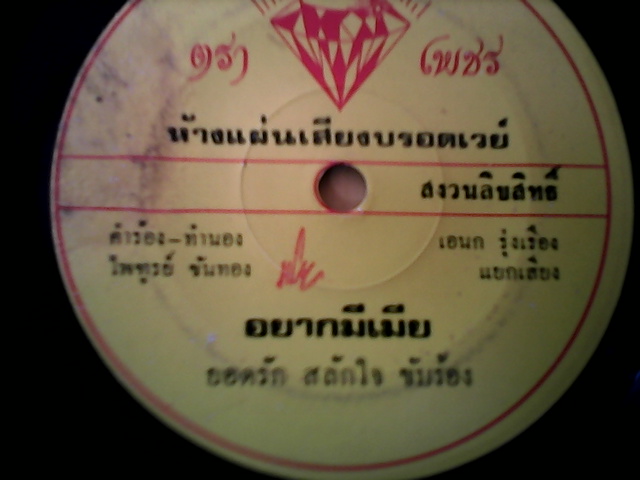 ตรา เพชร
ห้างแผ่นเสียงบรอดเวย์
สงวนลิขสิทธิ์
คำร้อง-ทำนอง
ไพฑูรย์ ขันทอง
เอนก รุ่งเรือง
แยกเสียง
อยากมีเมีย
ยอดรัก สลักใจ ขับร้อง